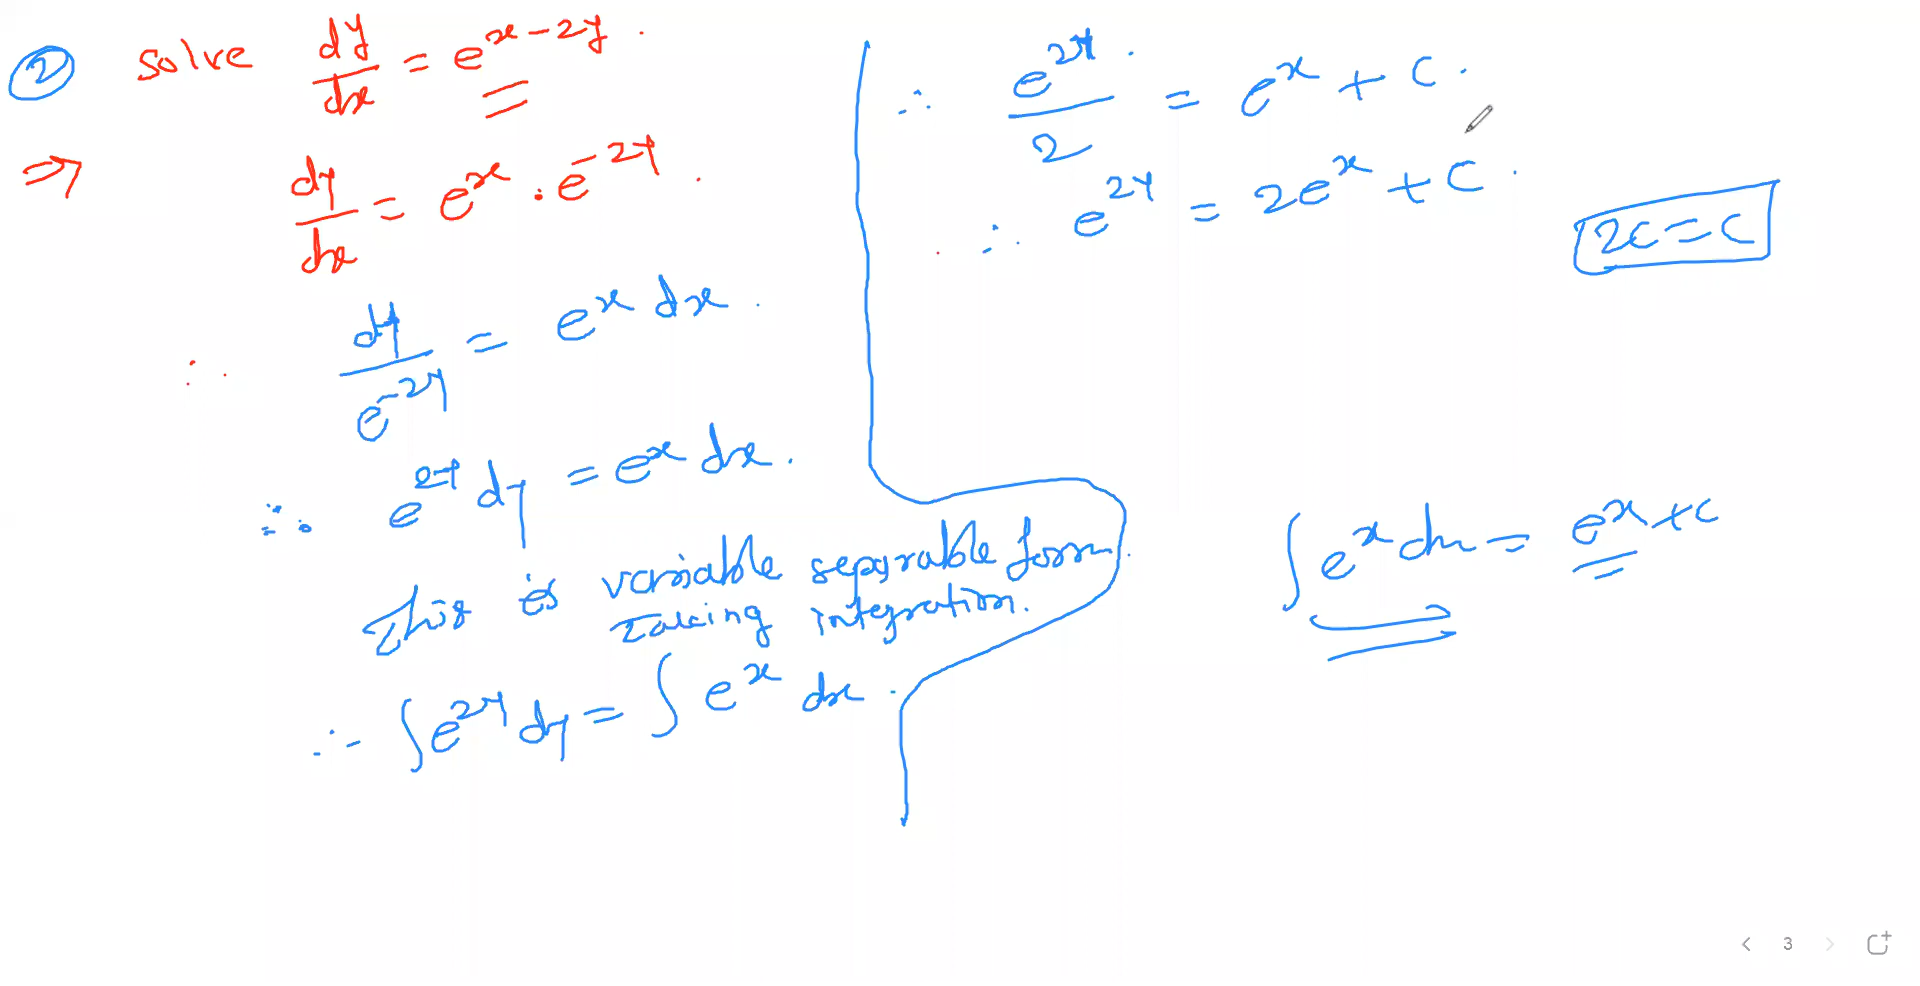 ② solve dy/dx = e^(x-2y).
⇒ dy/dx = e^x . e^(-2y).
∴ dy/e^(-2y) = e^x dx.
∴ e^(2y) dy = e^x dx.
This is variable separable form.
Taking integration.
∴ ∫e^(2y) dy = ∫ e^x dx.
∴ e^(2y)/2 = e^x + C.
∴ e^(2y) = 2e^x + C.
2C = C
∫e^x dx = e^x + C
3